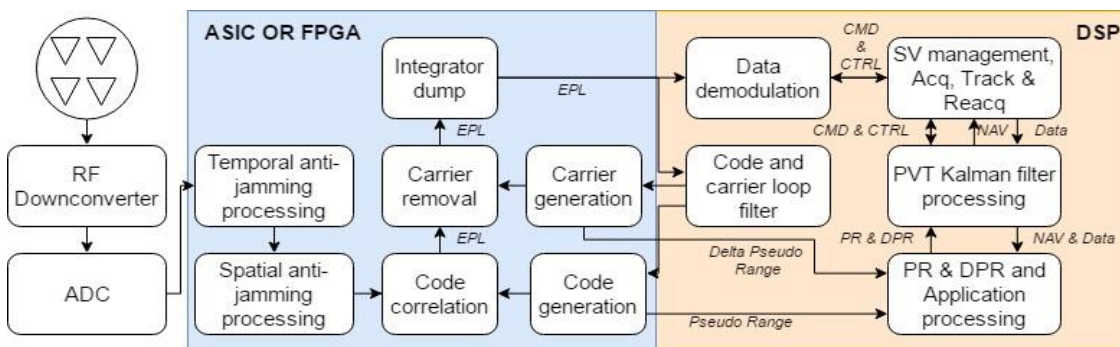 ASIC OR FPGA
DSP
RF
Downconverter
ADC
Temporal anti-
jamming
processing
Spatial anti-
jamming
processing
Integrator
dump
EPL
EPL
Carrier
removal
EPL
Code
correlation
Carrier
generation
Code
generation
Data
demodulation
CMD
&
CTRL
SV management,
Acq, Track &
Reacq
CMD & CTRL
NAV
Data
Code and
carrier loop
filter
PVT Kalman filter
processing
PR & DPR
NAV & Data
Delta Pseudo
Range
PR & DPR and
Application
processing
Pseudo Range